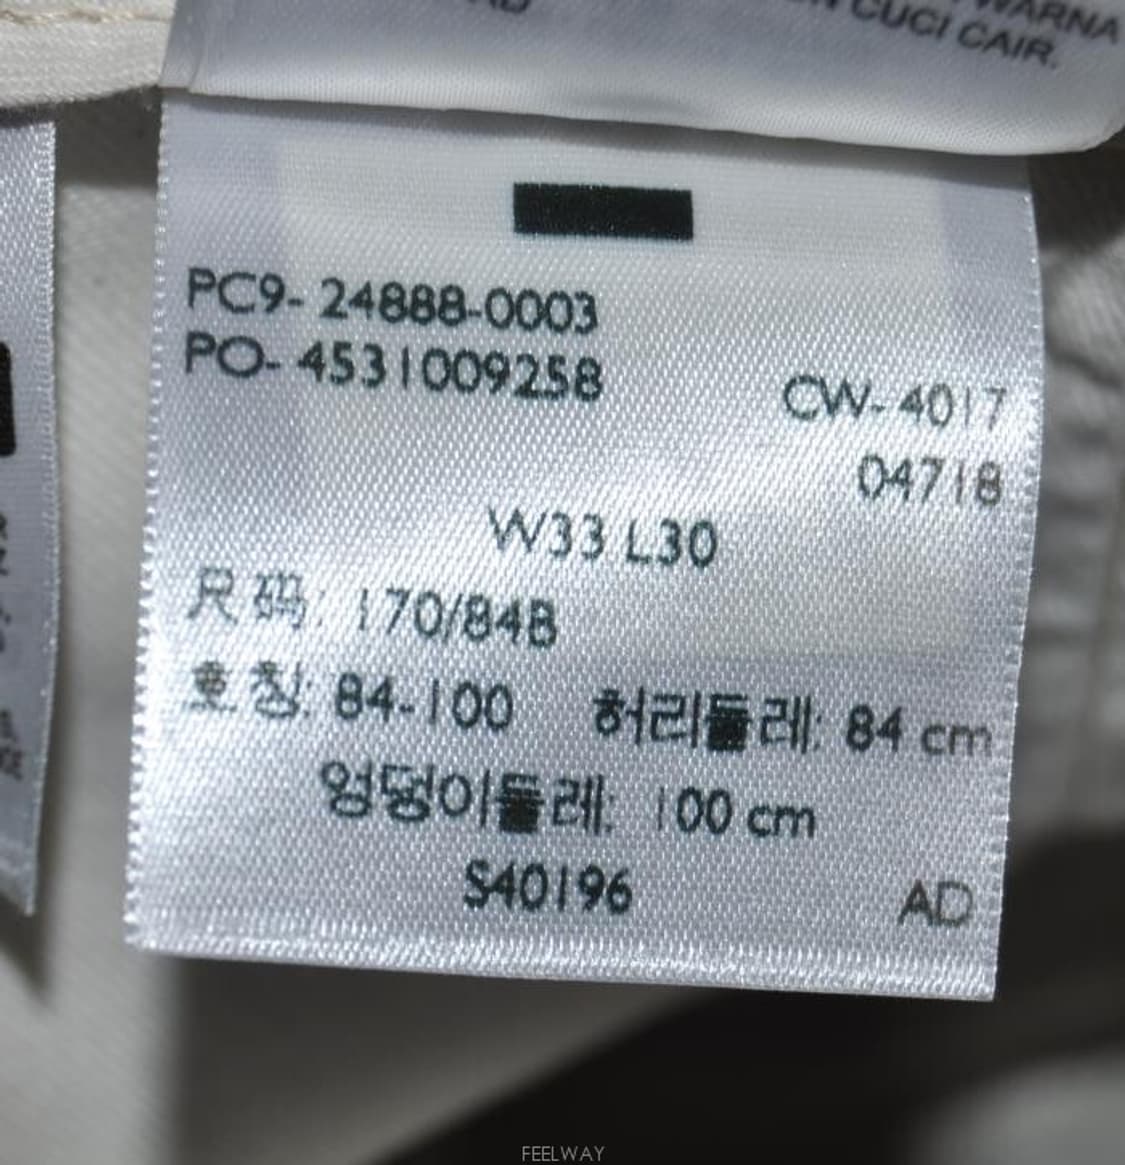 WARNA
CUCI CAIR.
PC9- 24888-0003
PO- 4531009258
CW- 4017
04718
W33 L30
尺码: 170/84B
호칭: 84-100 허리둘레: 84 cm
엉덩이둘레: 100 cm
S40196
AD
FEELWAY